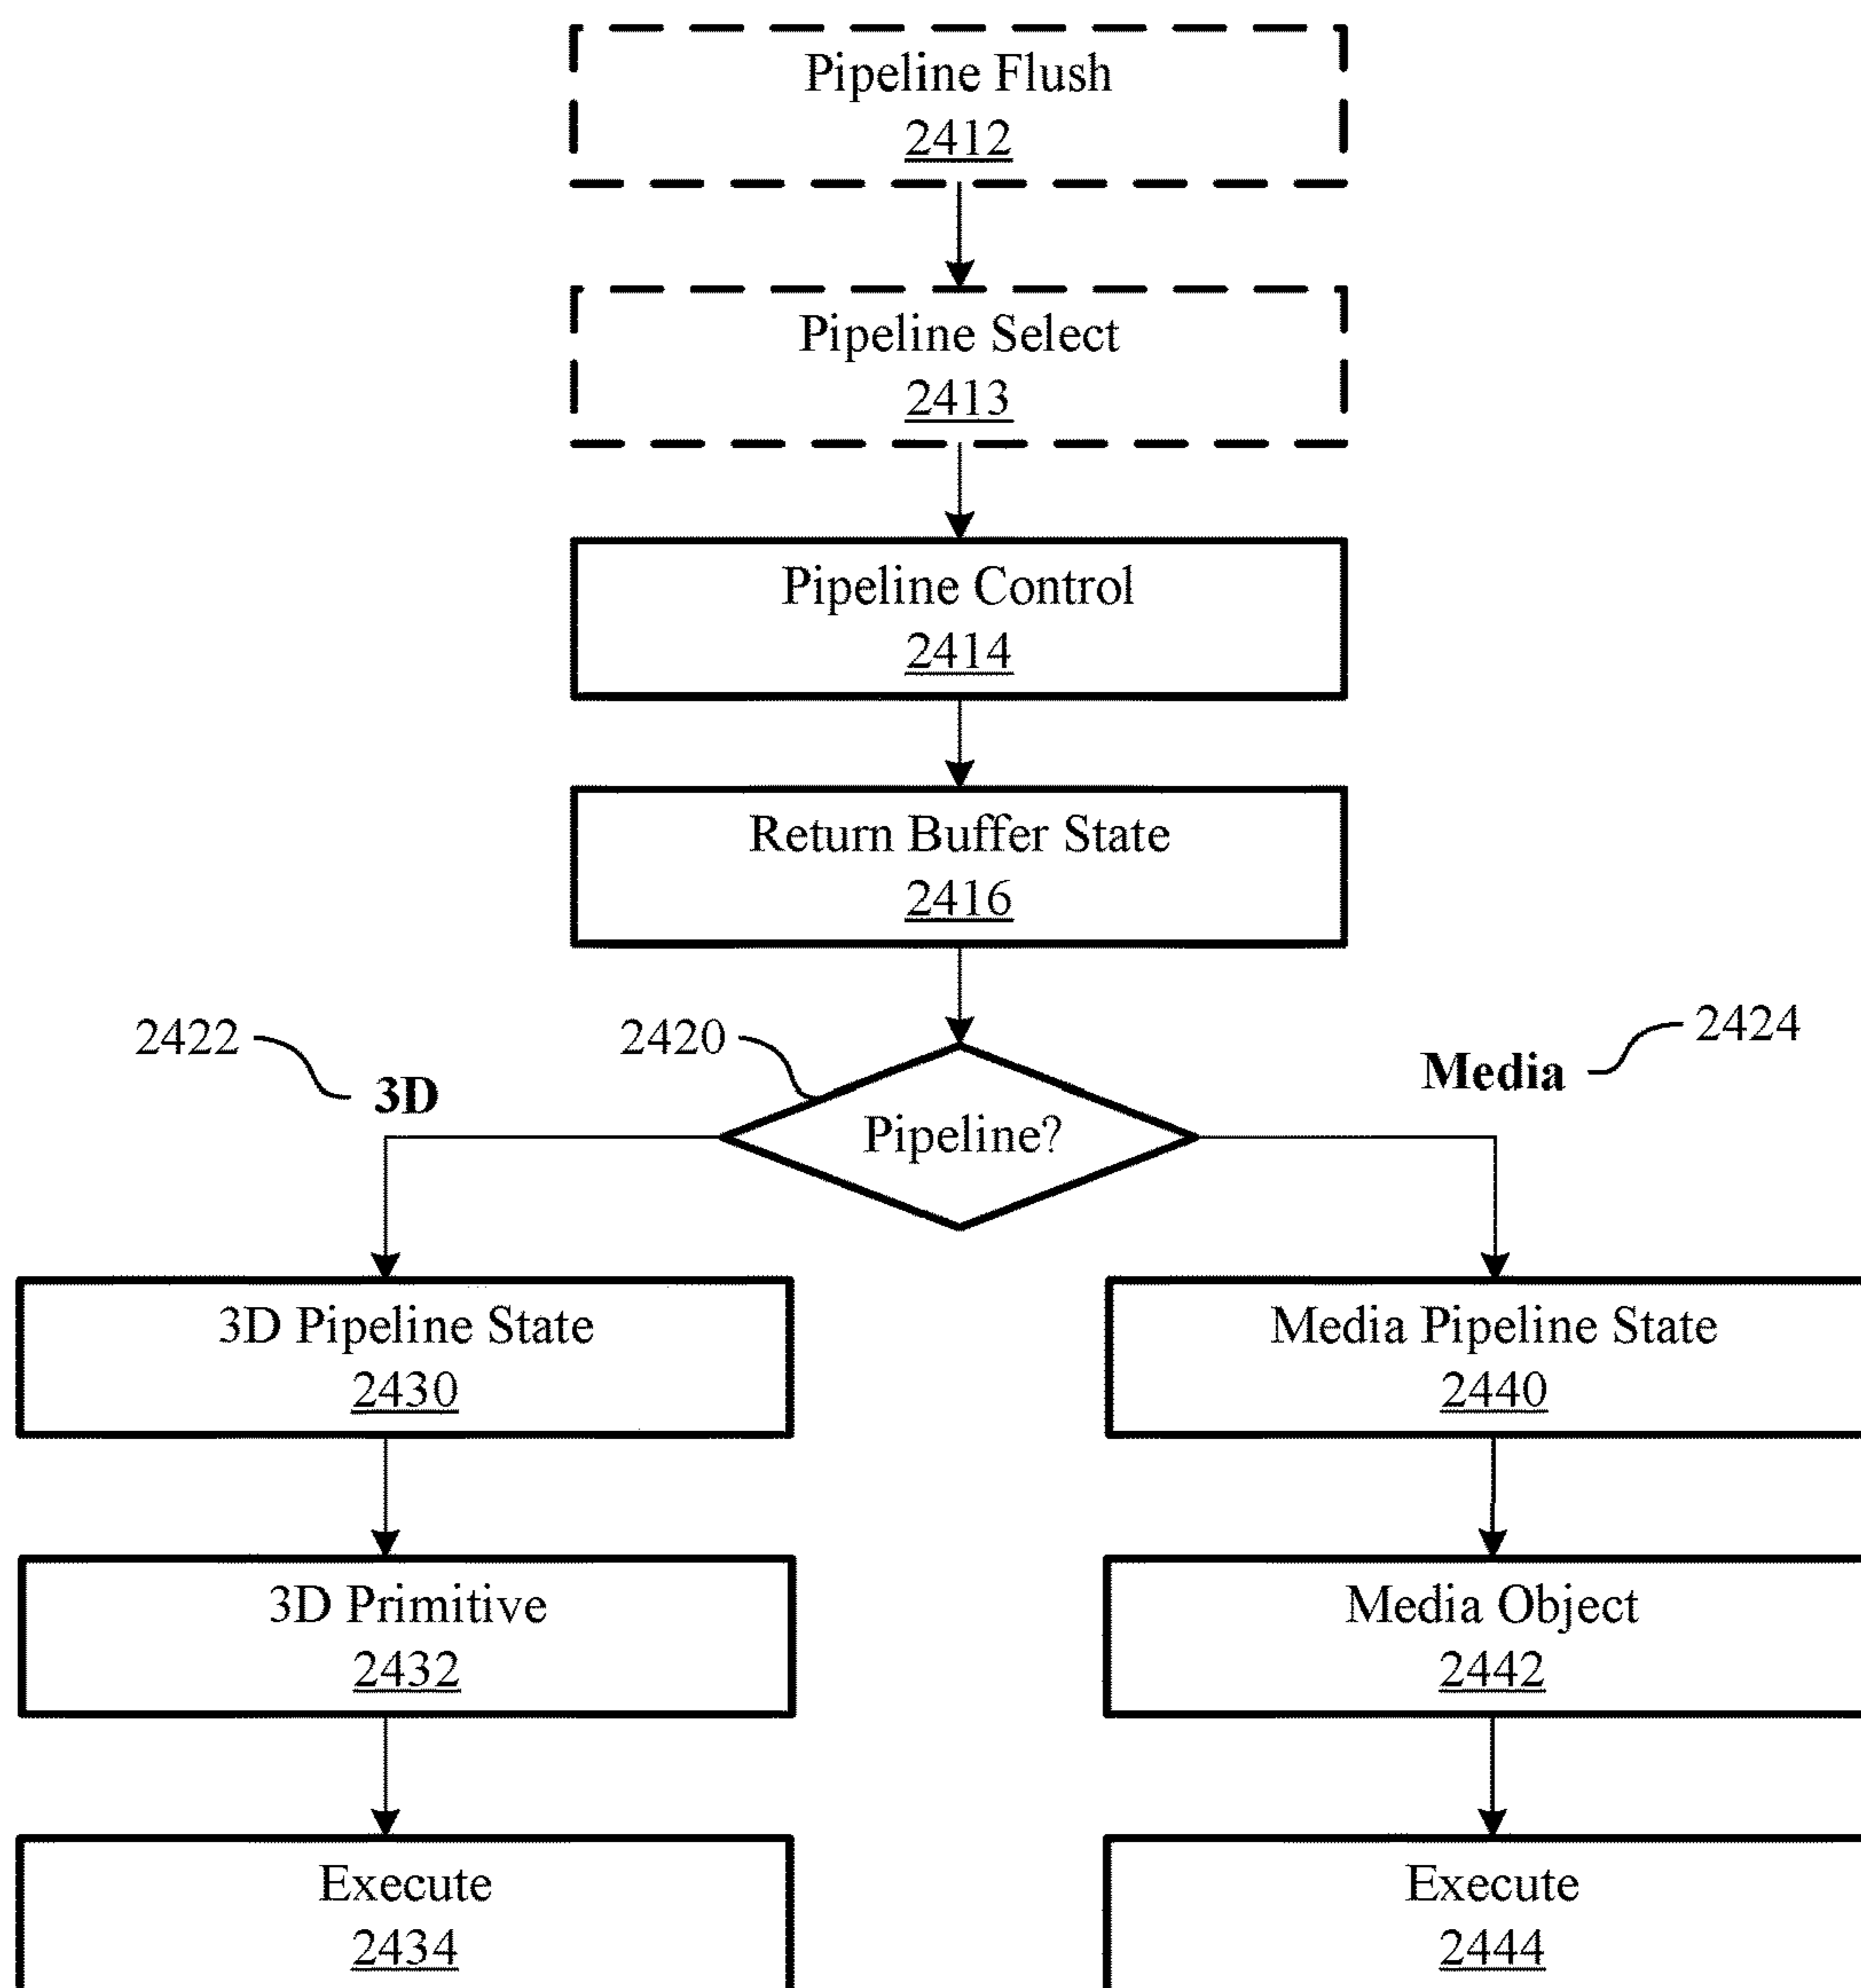 Pipeline Flush
2412
Pipeline Select
2413
Pipeline Control
2414
Return Buffer State
2416
2422
3D
2420
Pipeline?
Media
2424
3D Pipeline State
2430
3D Primitive
2432
Execute
2434
Media Pipeline State
2440
Media Object
2442
Execute
2444